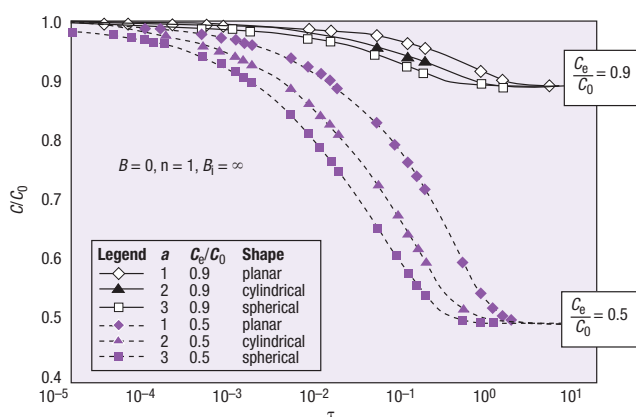 1.0
0.9
0.8
0.7
0.6
0.5
0.4
C/C₀
B = 0, n = 1, Bᵢ = ∞
Legend a Cₑ/C₀ Shape
1 0.9 planar
2 0.9 cylindrical
3 0.9 spherical
1 0.5 planar
2 0.5 cylindrical
3 0.5 spherical
Cₑ/C₀ = 0.9
Cₑ/C₀ = 0.5
10⁻⁵ 10⁻⁴ 10⁻³ 10⁻² 10⁻¹ 10⁰ 10¹
τ